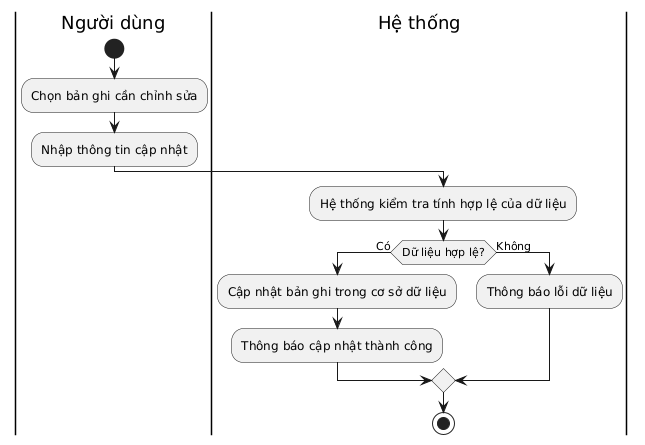 Người dùng
Hệ thống
Chọn bản ghi cần chỉnh sửa
Nhập thông tin cập nhật
Hệ thống kiểm tra tính hợp lệ của dữ liệu
Có
Dữ liệu hợp lệ?
Không
Cập nhật bản ghi trong cơ sở dữ liệu
Thông báo lỗi dữ liệu
Thông báo cập nhật thành công